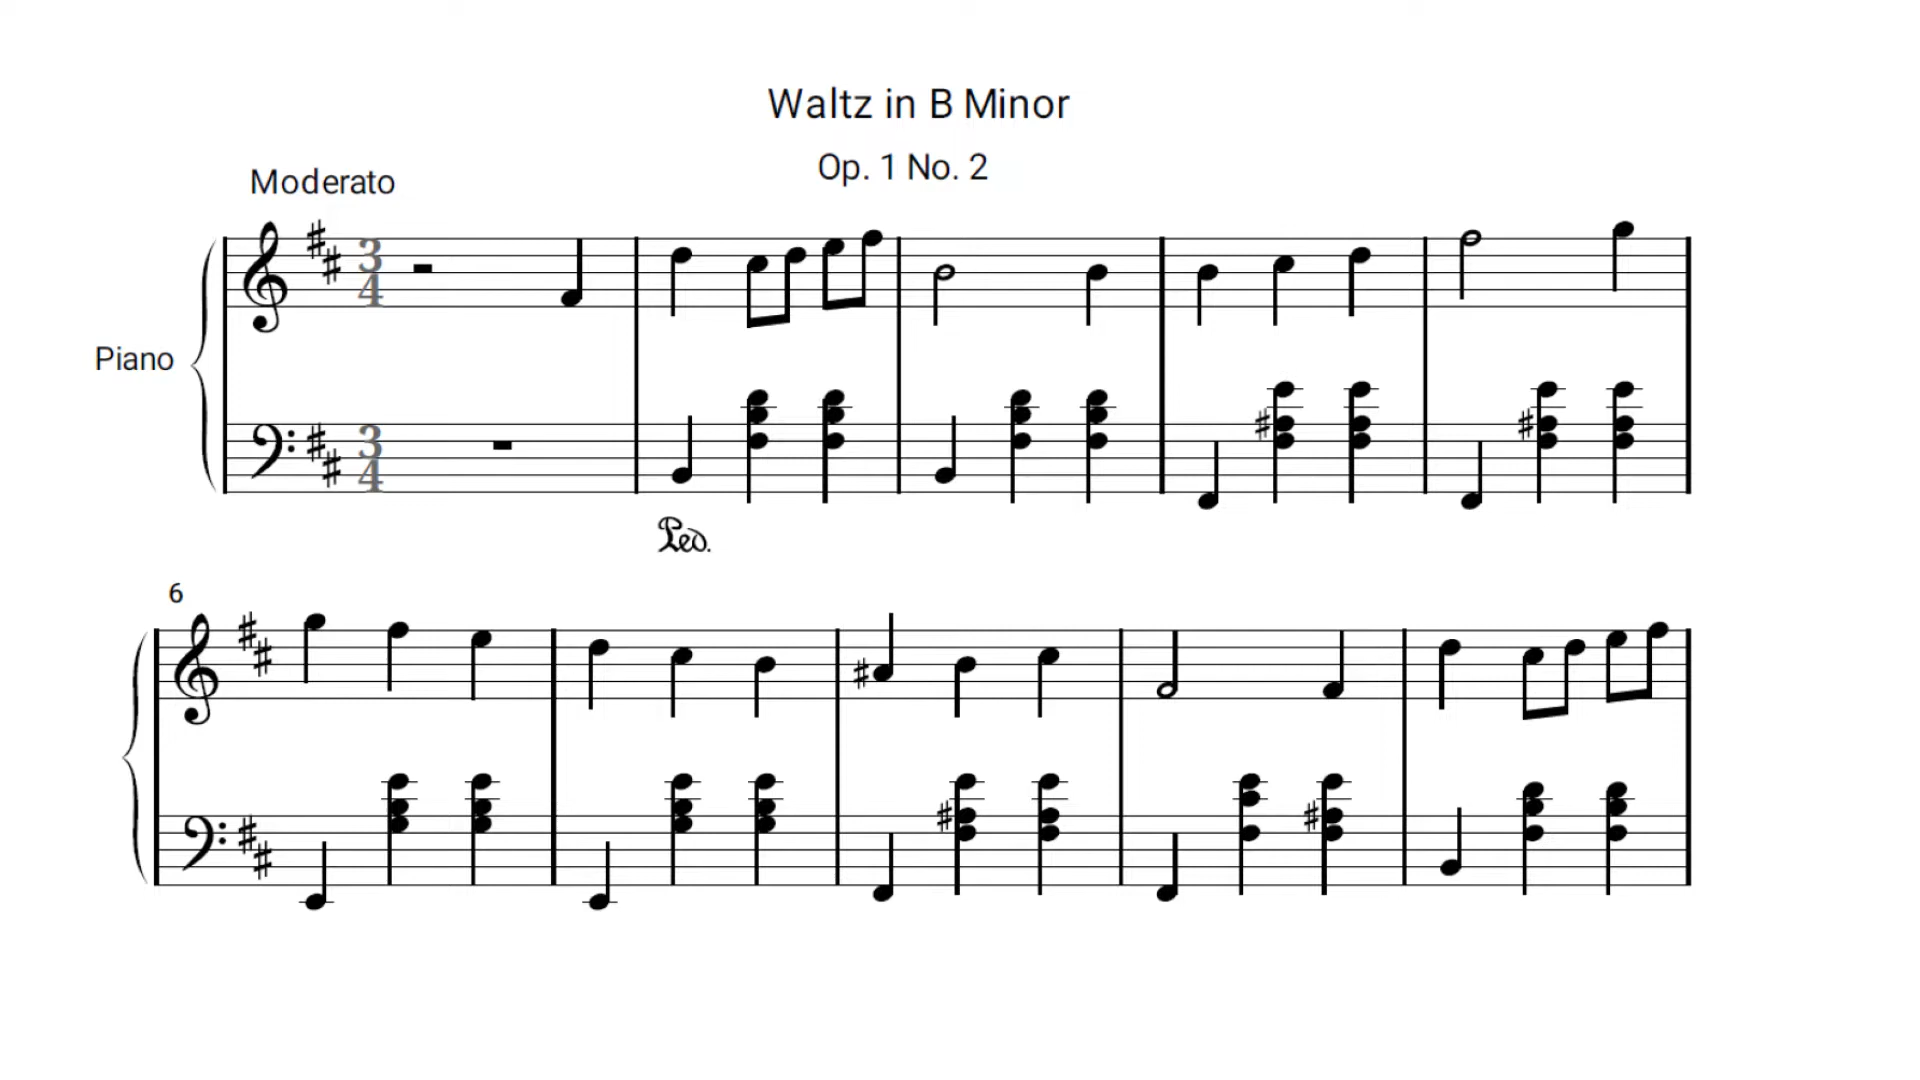 Waltz in B Minor
Op. 1 No. 2
Moderato
3
4
Piano
3
4
Ped.
6